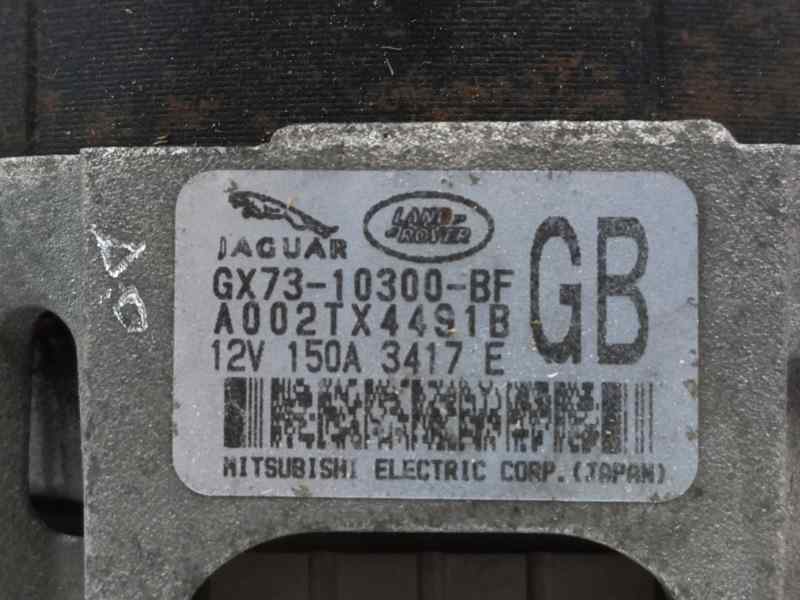 JAGUAR
LAND ROVER
GX73-10300-BF
A002TX4491B
12V 150A 3417 E
GB
MITSUBISHI ELECTRIC CORP. (JAPAN)